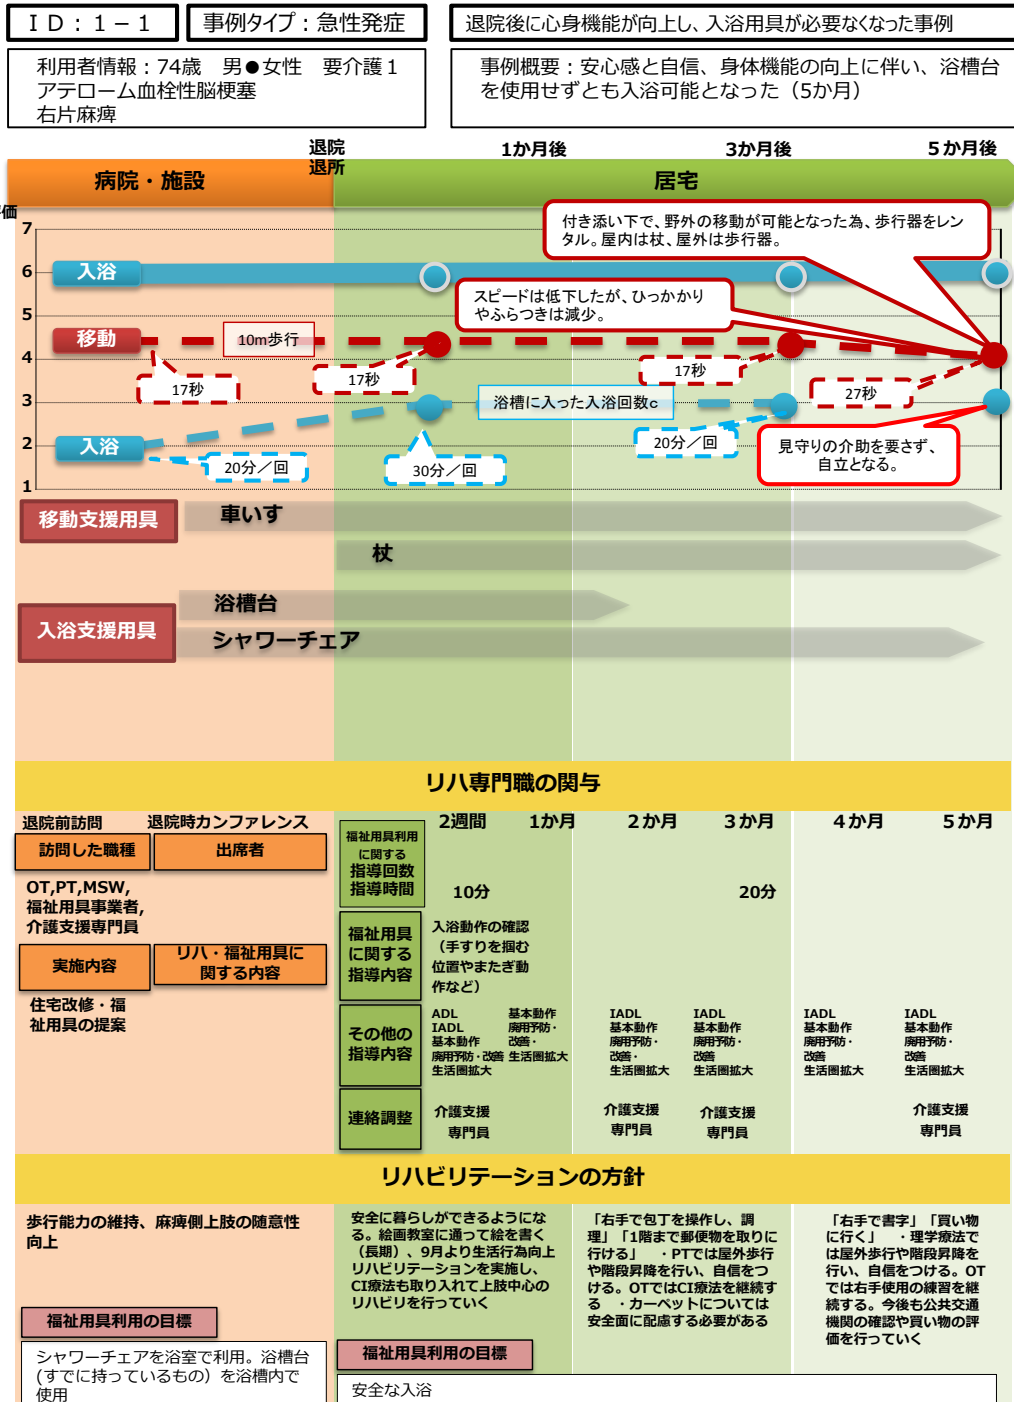 ＩＤ：１－１
事例タイプ：急性発症
退院後に心身機能が向上し、入浴用具が必要なくなった事例
利用者情報：74歳　男●女性　要介護１
アテローム血栓性脳梗塞
右片麻痺
事例概要：安心感と自信、身体機能の向上に伴い、浴槽台
を使用せずとも入浴可能となった（5か月）
退院
退所
1か月後
3か月後
５か月後
病院・施設
居宅
価
7
6
5
4
3
2
1
付き添い下で、野外の移動が可能となった為、歩行器をレン
タル。屋内は杖、屋外は歩行器。
入浴
スピードは低下したが、ひっかかり
やふらつきは減少。
移動
10m歩行
17秒
17秒
17秒
27秒
浴槽に入った入浴回数c
入浴
20分／回
30分／回
20分／回
見守りの介助を要さず、
自立となる。
移動支援用具
車いす
杖
入浴支援用具
浴槽台
シャワーチェア
リハ専門職の関与
退院前訪問
退院時カンファレンス
訪問した職種
出席者
OT,PT,MSW,
福祉用具事業者,
介護支援専門員
実施内容
リハ・福祉用具に
関する内容
住宅改修・福
祉用具の提案
2週間
1か月
２か月
３か月
４か月
５か月
福祉用具利用
に関する
指導回数
指導時間
10分
20分
福祉用具
に関する
指導内容
入浴動作の確認
（手すりを掴む
位置やまたぎ動
作など）
その他の
指導内容
ADL
IADL
基本動作
廃用予防・改善
生活圏拡大
基本動作
廃用予防・
改善・
生活圏拡大
IADL
基本動作
廃用予防・
改善・
生活圏拡大
IADL
基本動作
廃用予防・
改善
生活圏拡大
IADL
基本動作
廃用予防・
改善
生活圏拡大
IADL
基本動作
廃用予防・
改善
生活圏拡大
連絡調整
介護支援
専門員
介護支援
専門員
介護支援
専門員
介護支援
専門員
リハビリテーションの方針
歩行能力の維持、麻痺側上肢の随意性
向上
安全に暮らしができるようにな
る。絵画教室に通って絵を書く
（長期）、9月より生活行為向上
リハビリテーションを実施し、
CI療法も取り入れて上肢中心の
リハビリを行っていく
「右手で包丁を操作し、調
理」「1階まで郵便物を取りに
行ける」　・PTでは屋外歩行
や階段昇降を行い、自信をつ
ける。OTではCI療法を継続す
る　・カーペットについては
安全面に配慮する必要がある
「右手で書字」「買い物
に行く」　・理学療法で
は屋外歩行や階段昇降を
行い、自信をつける。OT
では右手使用の練習を継
続する。今後も公共交通
機関の確認や買い物の評
価を行っていく
福祉用具利用の目標
シャワーチェアを浴室で利用。浴槽台
(すでに持っているもの）を浴槽内で
使用
福祉用具利用の目標
安全な入浴